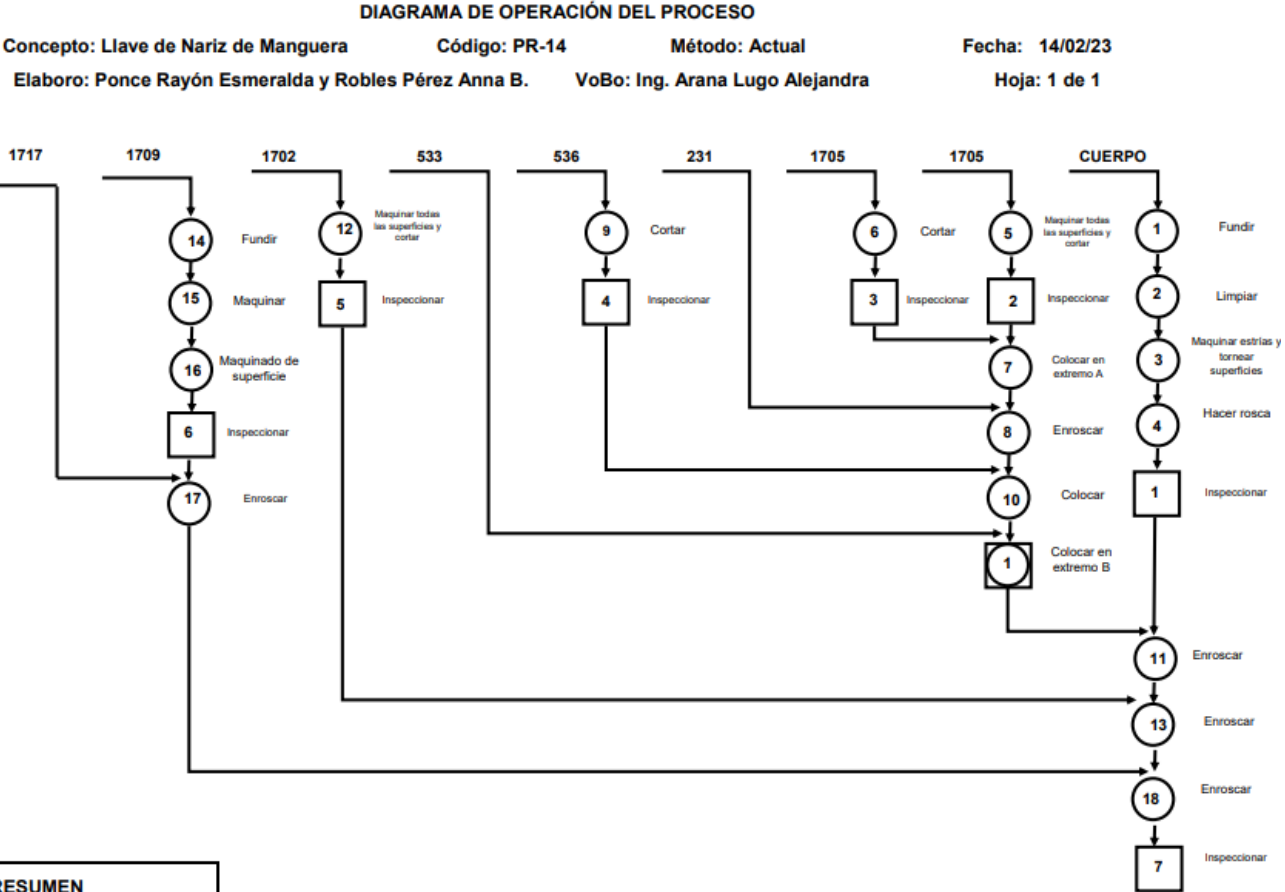 DIAGRAMA DE OPERACIÓN DEL PROCESO
Concepto: Llave de Nariz de Manguera Código: PR-14 Método: Actual Fecha: 14/02/23
Elaboro: Ponce Rayón Esmeralda y Robles Pérez Anna B. VoBo: Ing. Arana Lugo Alejandra Hoja: 1 de 1
1717 1709 1702 533 536 231 1705 1705 CUERPO
14 Fundir
15 Maquinar
16 Maquinado de
superficie
6 Inspeccionar
17 Enroscar
12 Maquinar todas
las superficies y
cortar
5 Inspeccionar
9 Cortar
4 Inspeccionar
6 Cortar
3 Inspeccionar
5 Maquinar todas
las superficies y
cortar
2 Inspeccionar
7 Colocar en
extremo A
8 Enroscar
10 Colocar
1 Colocar en
extremo B
1 Fundir
2 Limpiar
3 Maquinar estrías y
tornear
superficies
4 Hacer rosca
1 Inspeccionar
11 Enroscar
13 Enroscar
18 Enroscar
7 Inspeccionar
RESUMEN